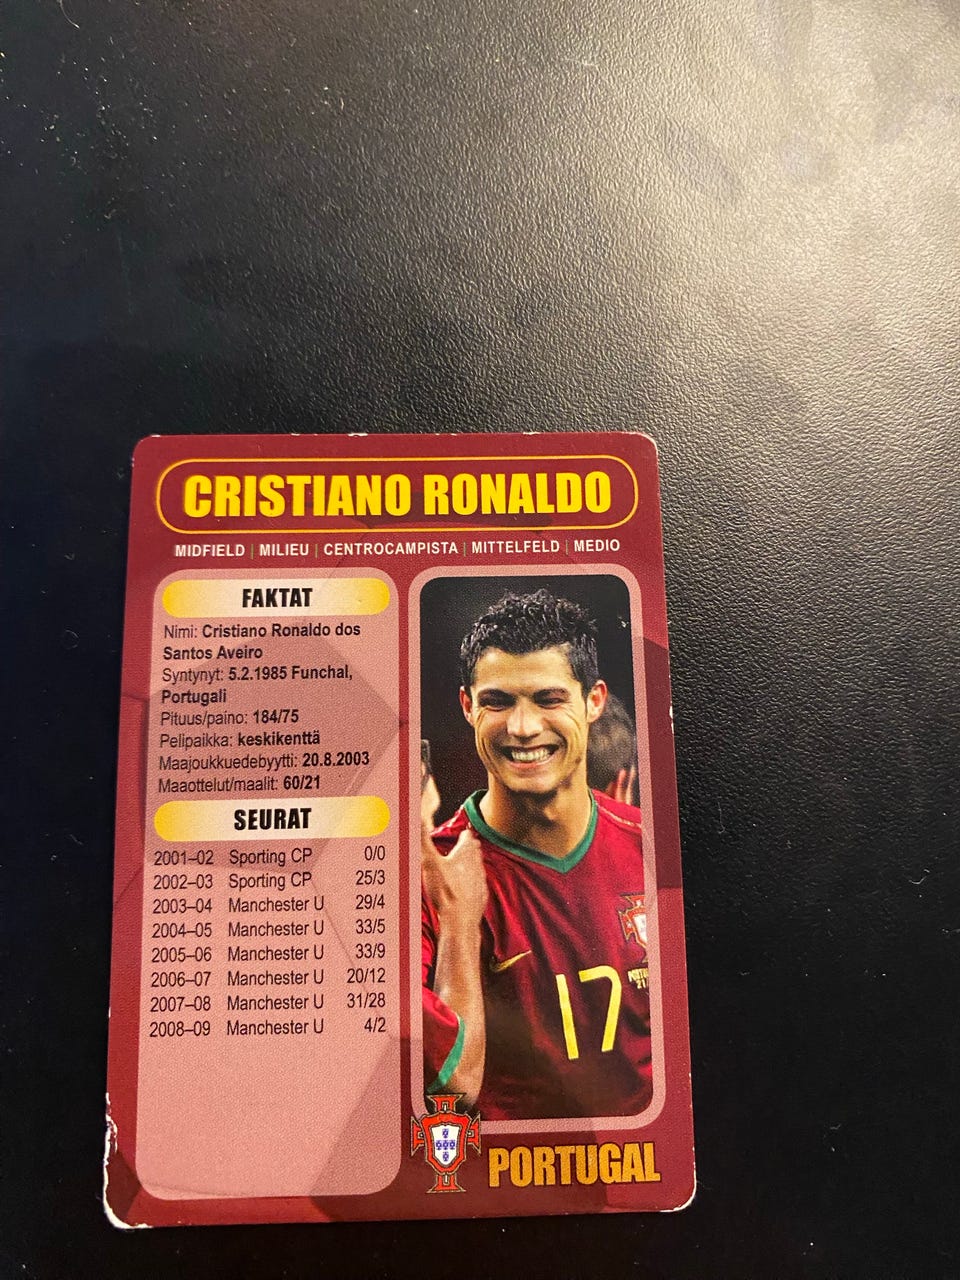 CRISTIANO RONALDO
MIDFIELD | MILIEU | CENTROCAMPISTA | MITTELFELD | MEDIO
FAKTAT
Nimi: Cristiano Ronaldo dos
Santos Aveiro
Syntynyt: 5.2.1985 Funchal,
Portugali
Pituus/paino: 184/75
Pelipaikka: keskikenttä
Maajoukkuedebyytti: 20.8.2003
Maaottelut/maalit: 60/21
SEURAT
2001–02 Sporting CP 0/0
2002–03 Sporting CP 25/3
2003–04 Manchester U 29/4
2004–05 Manchester U 33/5
2005–06 Manchester U 33/9
2006–07 Manchester U 20/12
2007–08 Manchester U 31/28
2008–09 Manchester U 4/2
17
PORTUGAL